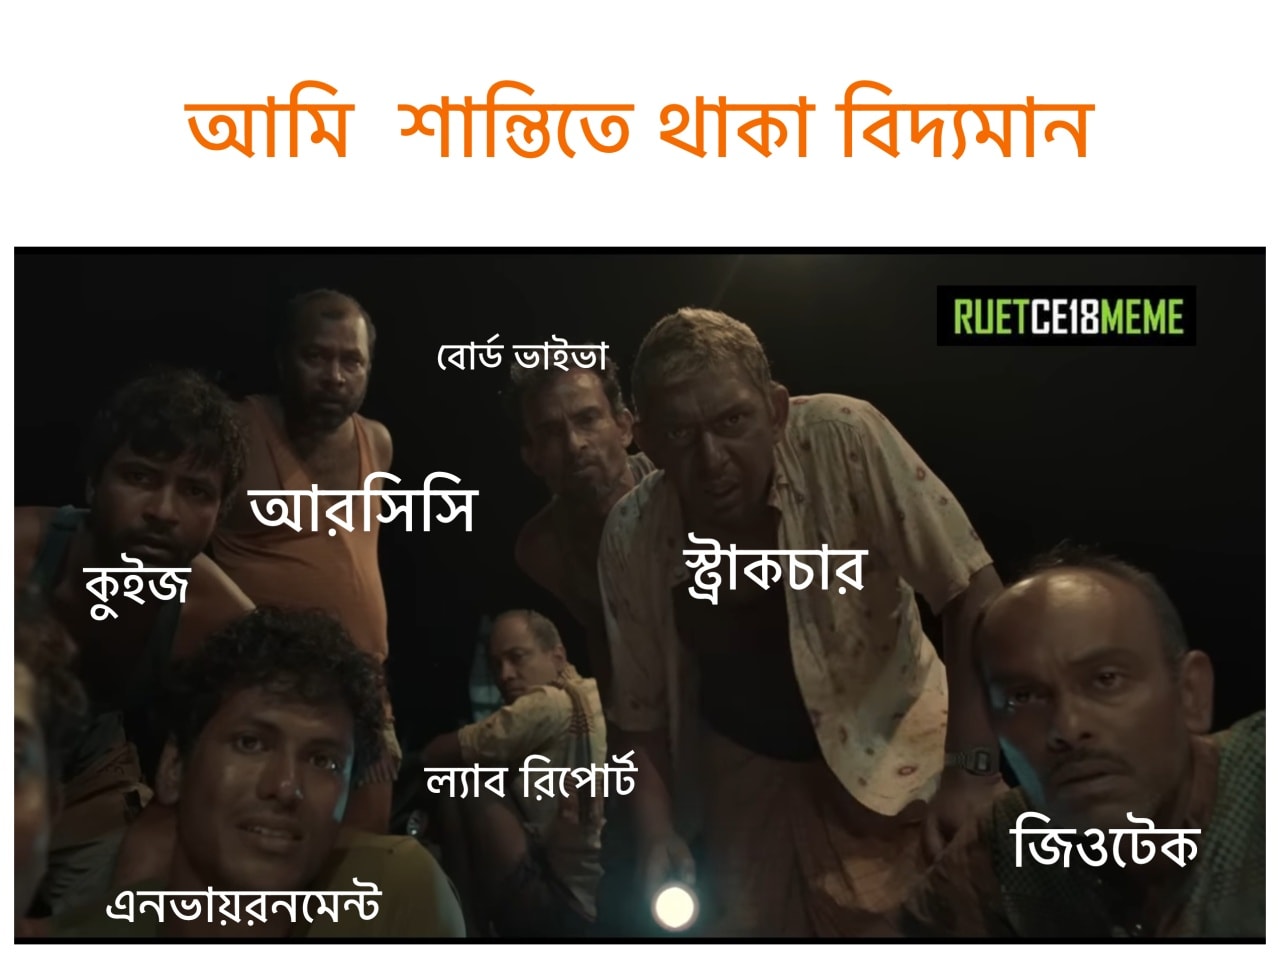 আমি শান্তিতে থাকা বিদ্যমান
RUETCE18MEME
বোর্ড ভাইভা
আরসিসি
স্ট্রাকচার
কুইজ
ল্যাব রিপোর্ট
জিওটেক
এনভায়রনমেন্ট